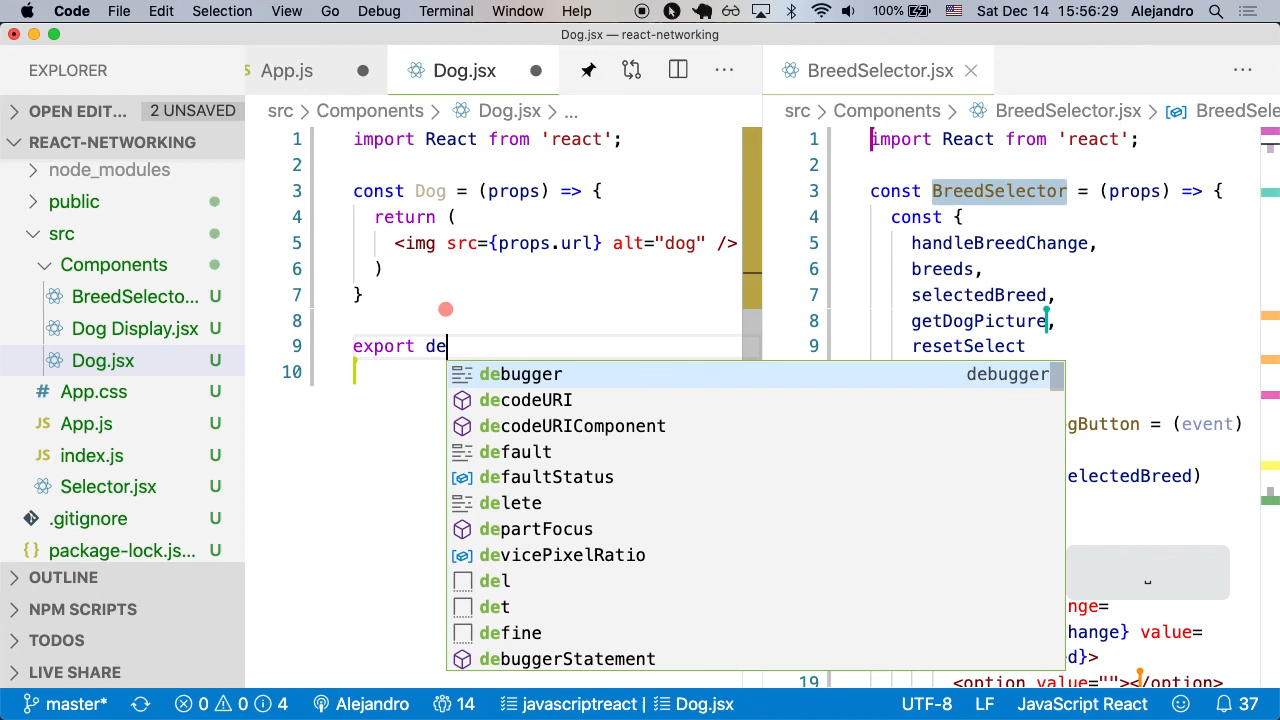 Code File Edit Selection View Go Debug Terminal Window Help 100% Sat Dec 14 15:56:29 Alejandro
Dog.jsx — react-networking
EXPLORER
App.js
Dog.jsx
BreedSelector.jsx
OPEN EDIT... 2 UNSAVED
REACT-NETWORKING
node_modules
public
src
Components
BreedSelecto... U
Dog Display.jsx U
Dog.jsx U
App.css U
App.js U
index.js U
Selector.jsx U
.gitignore U
package-lock.js... U
OUTLINE
NPM SCRIPTS
TODOS
LIVE SHARE
src > Components > Dog.jsx > ...
1 import React from 'react';
2
3 const Dog = (props) => {
4 return (
5 <img src={props.url} alt="dog" />
6 )
7 }
8
9 export de
10
debugger debugger
decodeURI
decodeURIComponent
default
defaultStatus
delete
departFocus
devicePixelRatio
del
det
define
debuggerStatement
src > Components > BreedSelector.jsx > BreedSele
1 import React from 'react';
2
3 const BreedSelector = (props) => {
4 const {
5 handleBreedChange,
6 breeds,
7 selectedBreed,
8 getDogPicture,
9 resetSelect
gButton = (event)
electedBreed)
nge=
hange} value=
d}>
19 <option value=""></option>
master* 0 0 4 Alejandro 14 javascriptreact | Dog.jsx UTF-8 LF JavaScript React 37